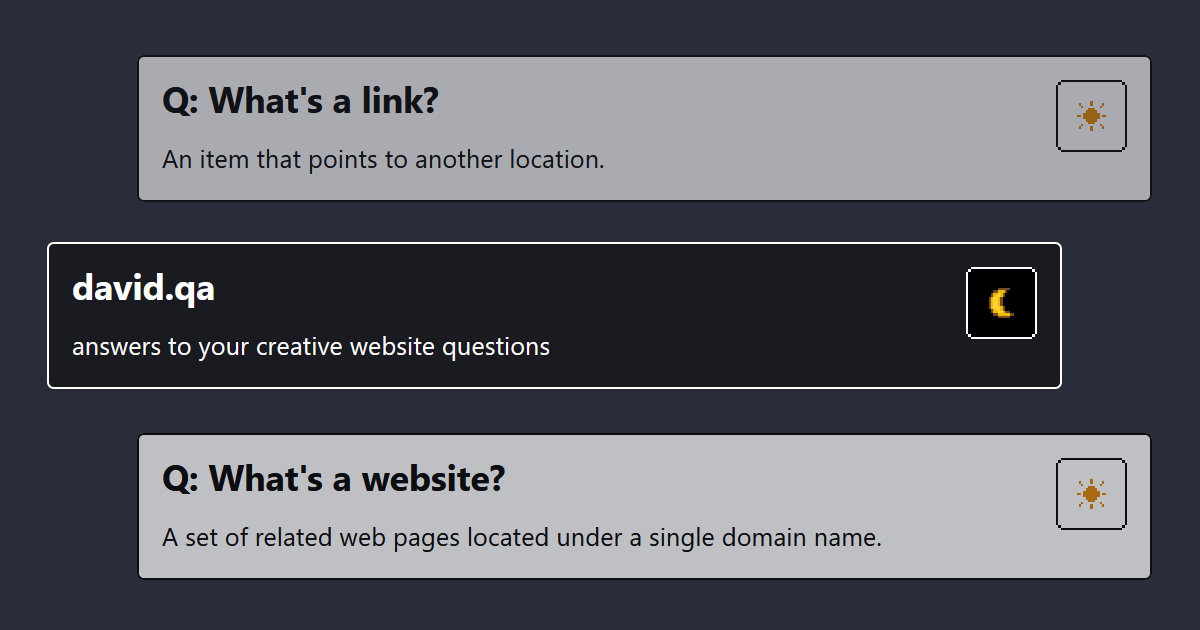 Q: What's a link?
An item that points to another location.
david.qa
answers to your creative website questions
Q: What's a website?
A set of related web pages located under a single domain name.